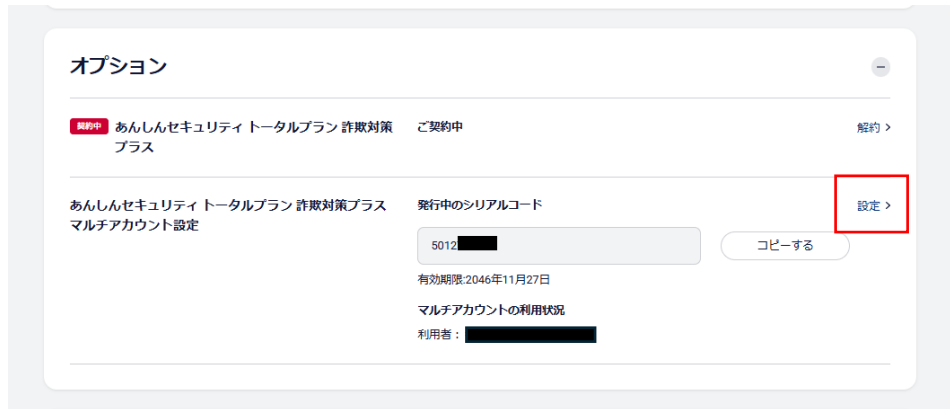 オプション
契約中 あんしんセキュリティ トータルプラン 詐欺対策
プラス
ご契約中
解約 >
あんしんセキュリティ トータルプラン 詐欺対策プラス
マルチアカウント設定
発行中のシリアルコード
設定 >
5012
コピーする
有効期限:2046年11月27日
マルチアカウントの利用状況
利用者：